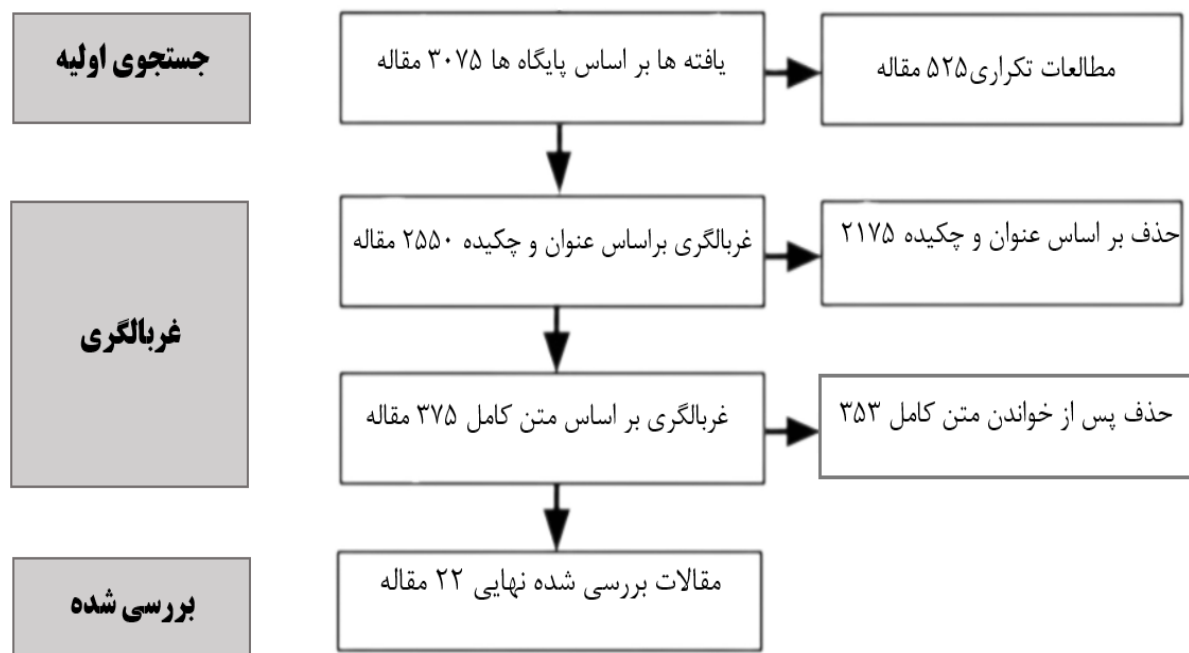 جستجوی اولیه
یافته ها بر اساس پایگاه ها ۳۰۷۵ مقاله
مطالعات تکراری۵۲۵ مقاله
غربالگری
غربالگری براساس عنوان و چکیده ۲۵۵۰ مقاله
حذف بر اساس عنوان و چکیده ۲۱۷۵
غربالگری بر اساس متن کامل ۳۷۵ مقاله
حذف پس از خواندن متن کامل ۳۵۳
بررسی شده
مقالات بررسی شده نهایی ۲۲ مقاله